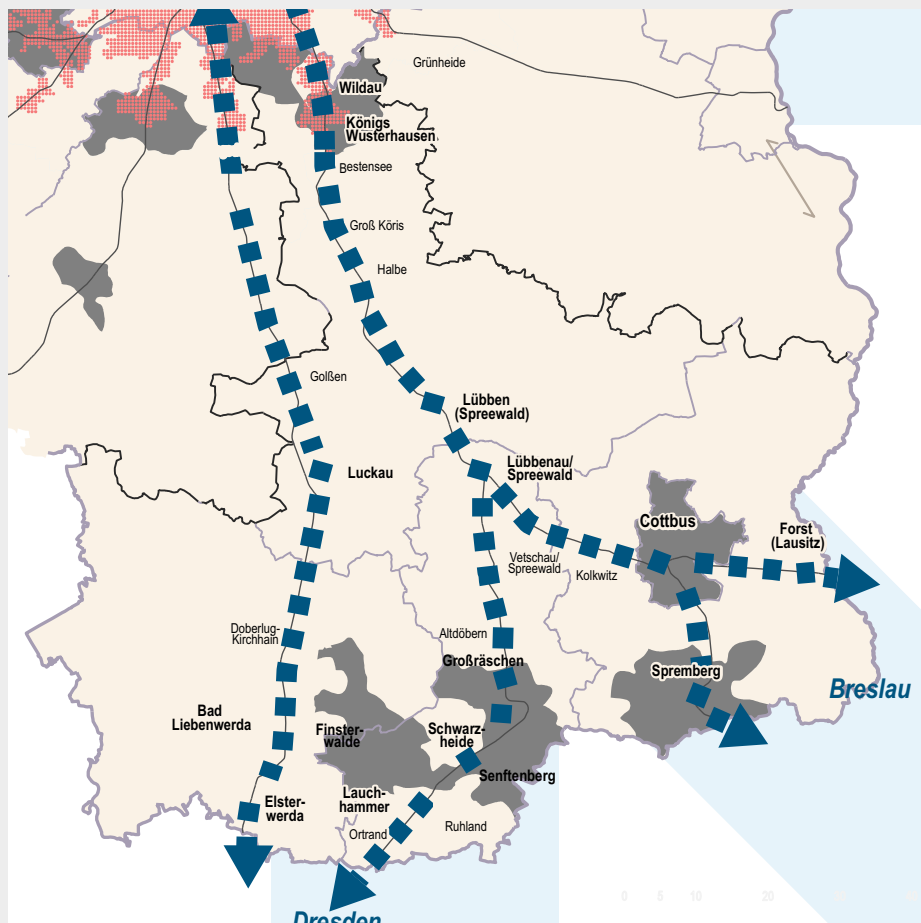 Grünheide
Wildau
Königs
Wusterhausen
Bestensee
Groß Köris
Halbe
Golßen
Lübben
(Spreewald)
Luckau
Lübbenau/
Spreewald
Cottbus
Forst
(Lausitz)
Vetschau/
Spreewald
Kolkwitz
Doberlug-
Kirchhain
Altdöbern
Großräschen
Spremberg
Breslau
Bad
Liebenwerda
Finster-
walde
Schwarz-
heide
Senftenberg
Elster-
werda
Lauch-
hammer
Ortrand
Ruhland
Dresden
0 5 10 20